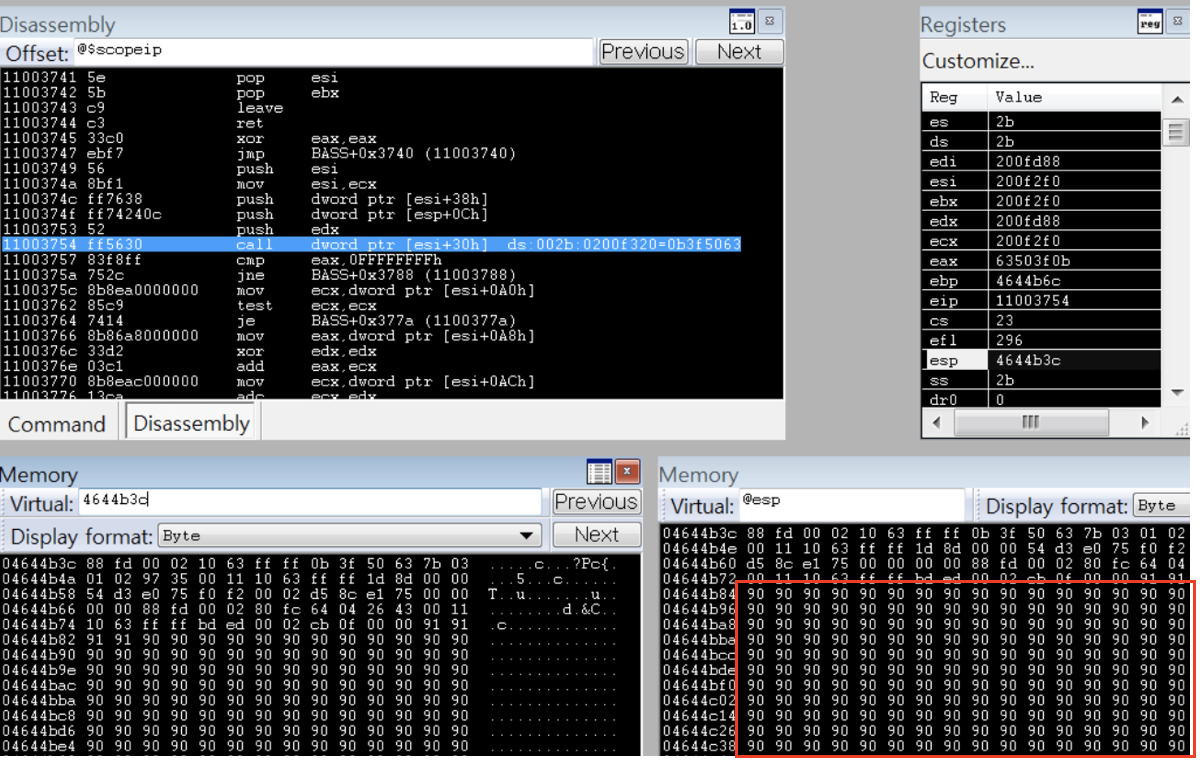 Disassembly
Offset: @$scopeip Previous Next
11003741 5e pop esi
11003742 5b pop ebx
11003743 c9 leave
11003744 c3 ret
11003745 33c0 xor eax,eax
11003747 ebf7 jmp BASS+0x3740 (11003740)
11003749 56 push esi
1100374a 8bf1 mov esi,ecx
1100374c ff7638 push dword ptr [esi+38h]
1100374f ff74240c push dword ptr [esp+0Ch]
11003753 52 push edx
11003754 ff5630 call dword ptr [esi+30h] ds:002b:0200f320=0b3f5063
11003757 83f8ff cmp eax,0FFFFFFFFh
1100375a 752c jne BASS+0x3788 (11003788)
1100375c 8b8ea0000000 mov ecx,dword ptr [esi+0A0h]
11003762 85c9 test ecx,ecx
11003764 7414 je BASS+0x377a (1100377a)
11003766 8b86a8000000 mov eax,dword ptr [esi+0A8h]
1100376c 33d2 xor edx,edx
1100376e 03c1 add eax,ecx
11003770 8b8eac000000 mov ecx,dword ptr [esi+0ACh]
11003776 13ca adc ecx,edx
Command Disassembly
Registers
Customize...
Reg Value
es 2b
ds 2b
edi 200fd88
esi 200f2f0
ebx 200f2f0
edx 200fd88
ecx 200f2f0
eax 63503f0b
ebp 4644b6c
eip 11003754
cs 23
efl 296
esp 4644b3c
ss 2b
dr0 0
Memory
Virtual: 4644b3c Previous
Display format: Byte Next
04644b3c 88 fd 00 02 10 63 ff ff 0b 3f 50 63 7b 03 .....c...?Pc{.
04644b4a 01 02 97 35 00 11 10 63 ff ff 1d 8d 00 00 ...5...c......
04644b58 54 d3 e0 75 f0 f2 00 02 d5 8c e1 75 00 00 T..u.......u..
04644b66 00 00 88 fd 00 02 80 fc 64 04 26 43 00 11 ........d.&C..
04644b74 10 63 ff ff bd ed 00 02 cb 0f 00 00 91 91 .c............
04644b82 91 91 90 90 90 90 90 90 90 90 90 90 90 90 ..............
04644b90 90 90 90 90 90 90 90 90 90 90 90 90 90 90 ..............
04644b9e 90 90 90 90 90 90 90 90 90 90 90 90 90 90 ..............
04644bac 90 90 90 90 90 90 90 90 90 90 90 90 90 90 ..............
04644bba 90 90 90 90 90 90 90 90 90 90 90 90 90 90 ..............
04644bc8 90 90 90 90 90 90 90 90 90 90 90 90 90 90 ..............
04644bd6 90 90 90 90 90 90 90 90 90 90 90 90 90 90 ..............
04644be4 90 90 90 90 90 90 90 90 90 90 90 90 90 90 ..............
Memory
Virtual: @esp Display format: Byte
04644b3c 88 fd 00 02 10 63 ff ff 0b 3f 50 63 7b 03 01 02
04644b4e 00 11 10 63 ff ff 1d 8d 00 00 54 d3 e0 75 f0 f2
04644b60 d5 8c e1 75 00 00 00 00 88 fd 00 02 80 fc 64 04
04644b72 00 11 10 63 ff ff bd ed 00 02 cb 0f 00 00 91 91
04644b84 90 90 90 90 90 90 90 90 90 90 90 90 90 90 90 90
04644b96 90 90 90 90 90 90 90 90 90 90 90 90 90 90 90 90
04644ba8 90 90 90 90 90 90 90 90 90 90 90 90 90 90 90 90
04644bba 90 90 90 90 90 90 90 90 90 90 90 90 90 90 90 90
04644bcc 90 90 90 90 90 90 90 90 90 90 90 90 90 90 90 90
04644bde 90 90 90 90 90 90 90 90 90 90 90 90 90 90 90 90
04644bf0 90 90 90 90 90 90 90 90 90 90 90 90 90 90 90 90
04644c02 90 90 90 90 90 90 90 90 90 90 90 90 90 90 90 90
04644c14 90 90 90 90 90 90 90 90 90 90 90 90 90 90 90 90
04644c26 90 90 90 90 90 90 90 90 90 90 90 90 90 90 90 90
04644c38 90 90 90 90 90 90 90 90 90 90 90 90 90 90 90 90